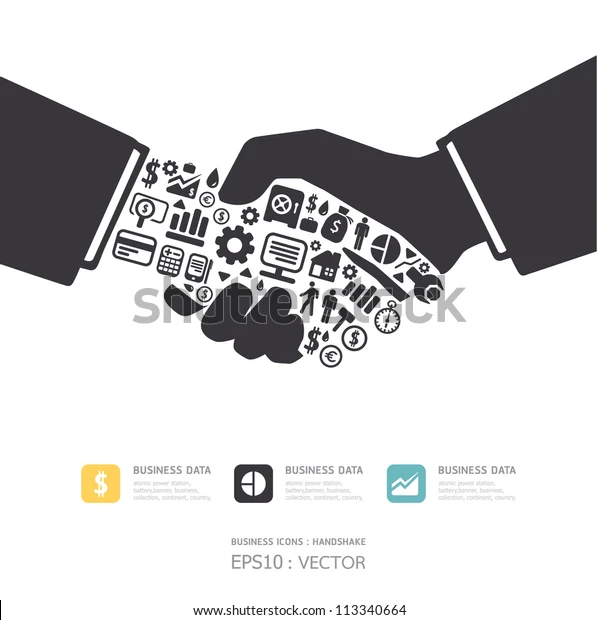 shutterstock
BUSINESS DATA
atomic power station,
battery,banner, business,
collection, continent, country,
BUSINESS DATA
atomic power station,
battery,banner, business,
collection, continent, country,
BUSINESS DATA
atomic power station,
battery,banner, business,
collection, continent, country,
BUSINESS ICONS : HANDSHAKE
EPS10 : VECTOR
shutterstock.com · 113340664